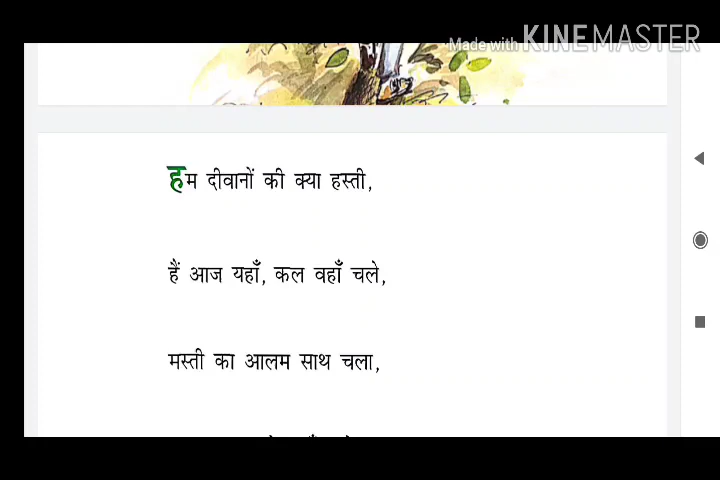 Made with KINEMASTER
हम दीवानों की क्या हस्ती,
हैं आज यहाँ, कल वहाँ चले,
मस्ती का आलम साथ चला,